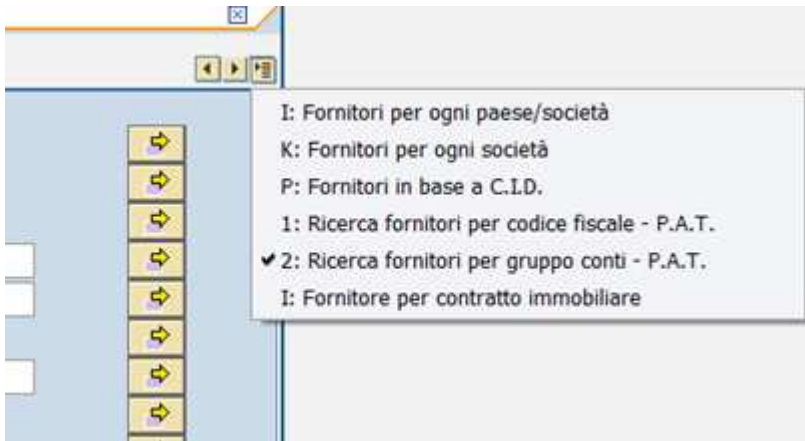 I: Fornitori per ogni paese/società
K: Fornitori per ogni società
P: Fornitori in base a C.I.D.
1: Ricerca fornitori per codice fiscale - P.A.T.
2: Ricerca fornitori per gruppo conti - P.A.T.
I: Fornitore per contratto immobiliare